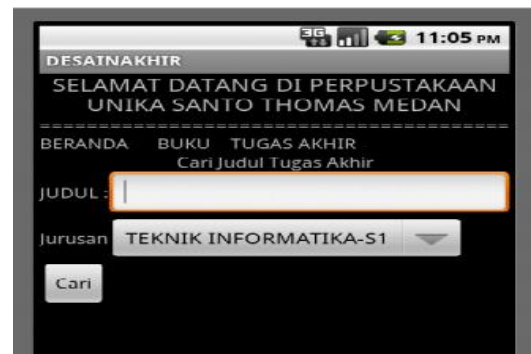 3G 11:05 PM
DESAINAKHIR
SELAMAT DATANG DI PERPUSTAKAAN
UNIKA SANTO THOMAS MEDAN
================================================
BERANDA BUKU TUGAS AKHIR
Cari Judul Tugas Akhir
JUDUL :
Jurusan TEKNIK INFORMATIKA-S1
Cari